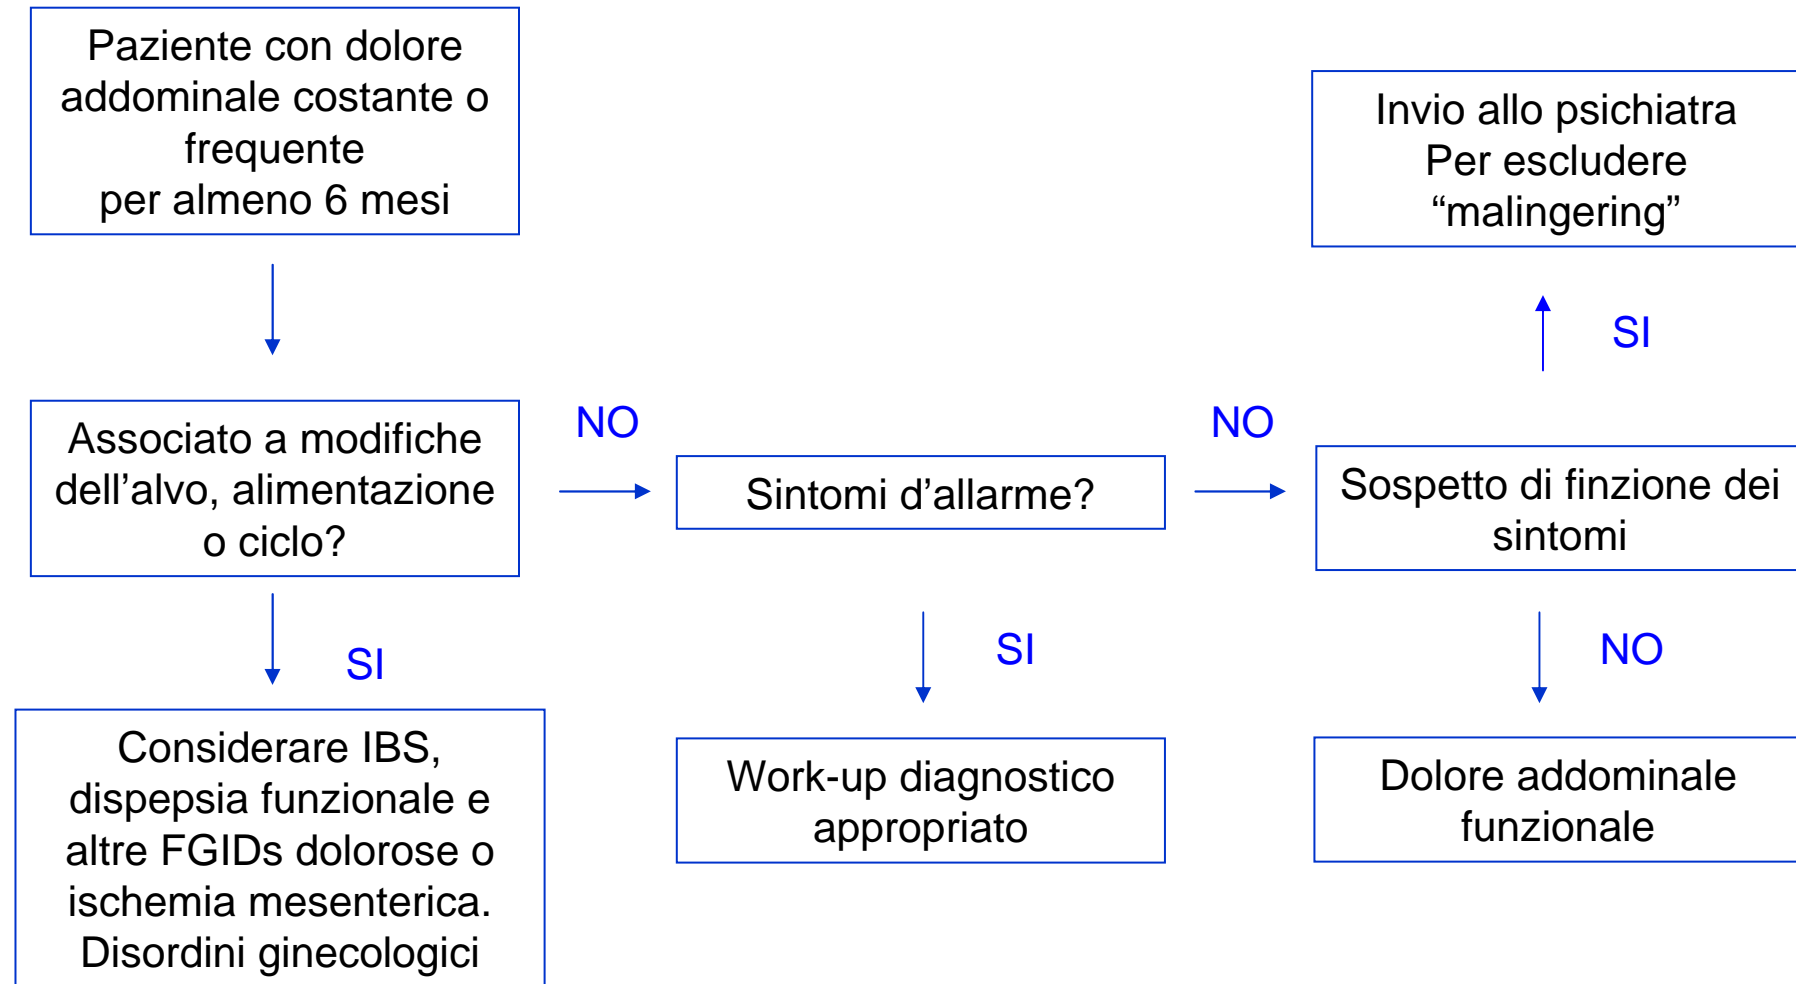 Paziente con dolore
addominale costante o
frequente
per almeno 6 mesi
Invio allo psichiatra
Per escludere
“malingering”
SI
Associato a modifiche
dell’alvo, alimentazione
o ciclo?
NO
Sintomi d’allarme?
NO
Sospetto di finzione dei
sintomi
SI
SI
NO
Considerare IBS,
dispepsia funzionale e
altre FGIDs dolorose o
ischemia mesenterica.
Disordini ginecologici
Work-up diagnostico
appropriato
Dolore addominale
funzionale